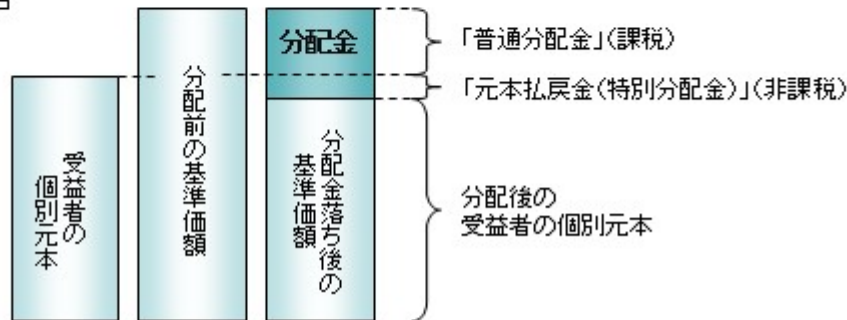 受益者の
個別元本
分配前の基準価額
分配金
分配金落ち後の
基準価額
「普通分配金」(課税)
「元本払戻金(特別分配金)」(非課税)
分配後の
受益者の個別元本